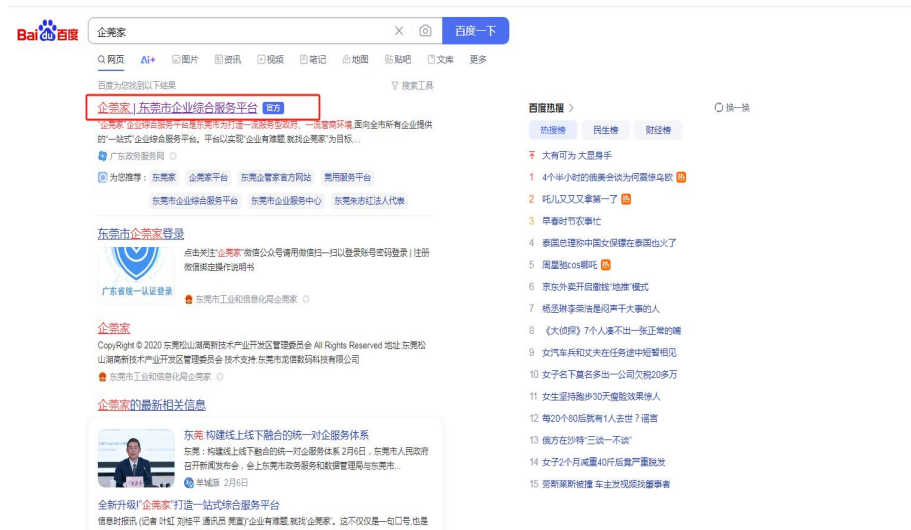 Bai du 百度
企莞家
百度一下
网页 Ai+ 图片 资讯 视频 笔记 地图 贴吧 文库 更多
百度为您找到以下结果
搜索工具
企莞家 | 东莞市企业综合服务平台 官方
"企莞家"企业综合服务平台是东莞市为打造一流服务型政府、一流营商环境,面向全市所有企业提供
的"一站式"企业综合服务平台。平台以实现"企业有难题,就找企莞家"为目标,...
广东政务服务网
为您推荐: 东莞家 企莞家平台 东莞企管家官方网站 莞用服务平台
东莞市企业综合服务平台 东莞市企业服务中心 东莞朱志红法人代表
东莞市企莞家登录
点击关注"企莞家"微信公众号请用微信扫一扫以登录账号密码登录 | 注册
微信绑定操作说明书
广东省统一认证登录
东莞市工业和信息化局企莞家
企莞家
CopyRight © 2020 东莞松山湖高新技术产业开发区管理委员会 All Rights Reserved 地址:东莞松
山湖高新技术产业开发区管理委员会 技术支持:东莞市龙信数码科技有限公司
东莞市工业和信息化局企莞家
企莞家的最新相关信息
东莞:构建线上线下融合的统一对企服务体系
东莞:构建线上线下融合的统一对企服务体系 2月6日,东莞市人民政府
召开新闻发布会,会上东莞市政务服务和数据管理局与东莞市...
羊城派 2月6日
全新升级!"企莞家"打造一站式综合服务平台
信息时报讯 (记者 叶虹 刘桂平 通讯员 莞宣)"企业有难题,就找'企莞家'。这不仅仅是一句口号,也是
百度热搜 >
换一换
热搜榜 民生榜 财经榜
大有可为 大显身手
1 4个半小时的俄美会谈为何震惊乌欧 热
2 吒儿又又又拿第一了 热
3 早春时节农事忙
4 泰国总理称中国女保镖在泰国也火了
5 周星驰cos哪吒 热
6 京东外卖开启撒钱"地推"模式
7 杨丞琳李荣浩是闷声干大事的人
8 《大侦探》7个人凑不出一张正常的嘴
9 女汽车兵和丈夫在任务途中短暂相见
10 女子名下莫名多出一公司欠税20多万
11 女生坚持跑步30天瘦脸效果惊人
12 每20个80后就有1人去世?谣言
13 俄方在沙特"三谈一不谈"
14 女子2个月减重40斤后竟严重脱发
15 劳斯莱斯被撞 车主发视频找肇事者